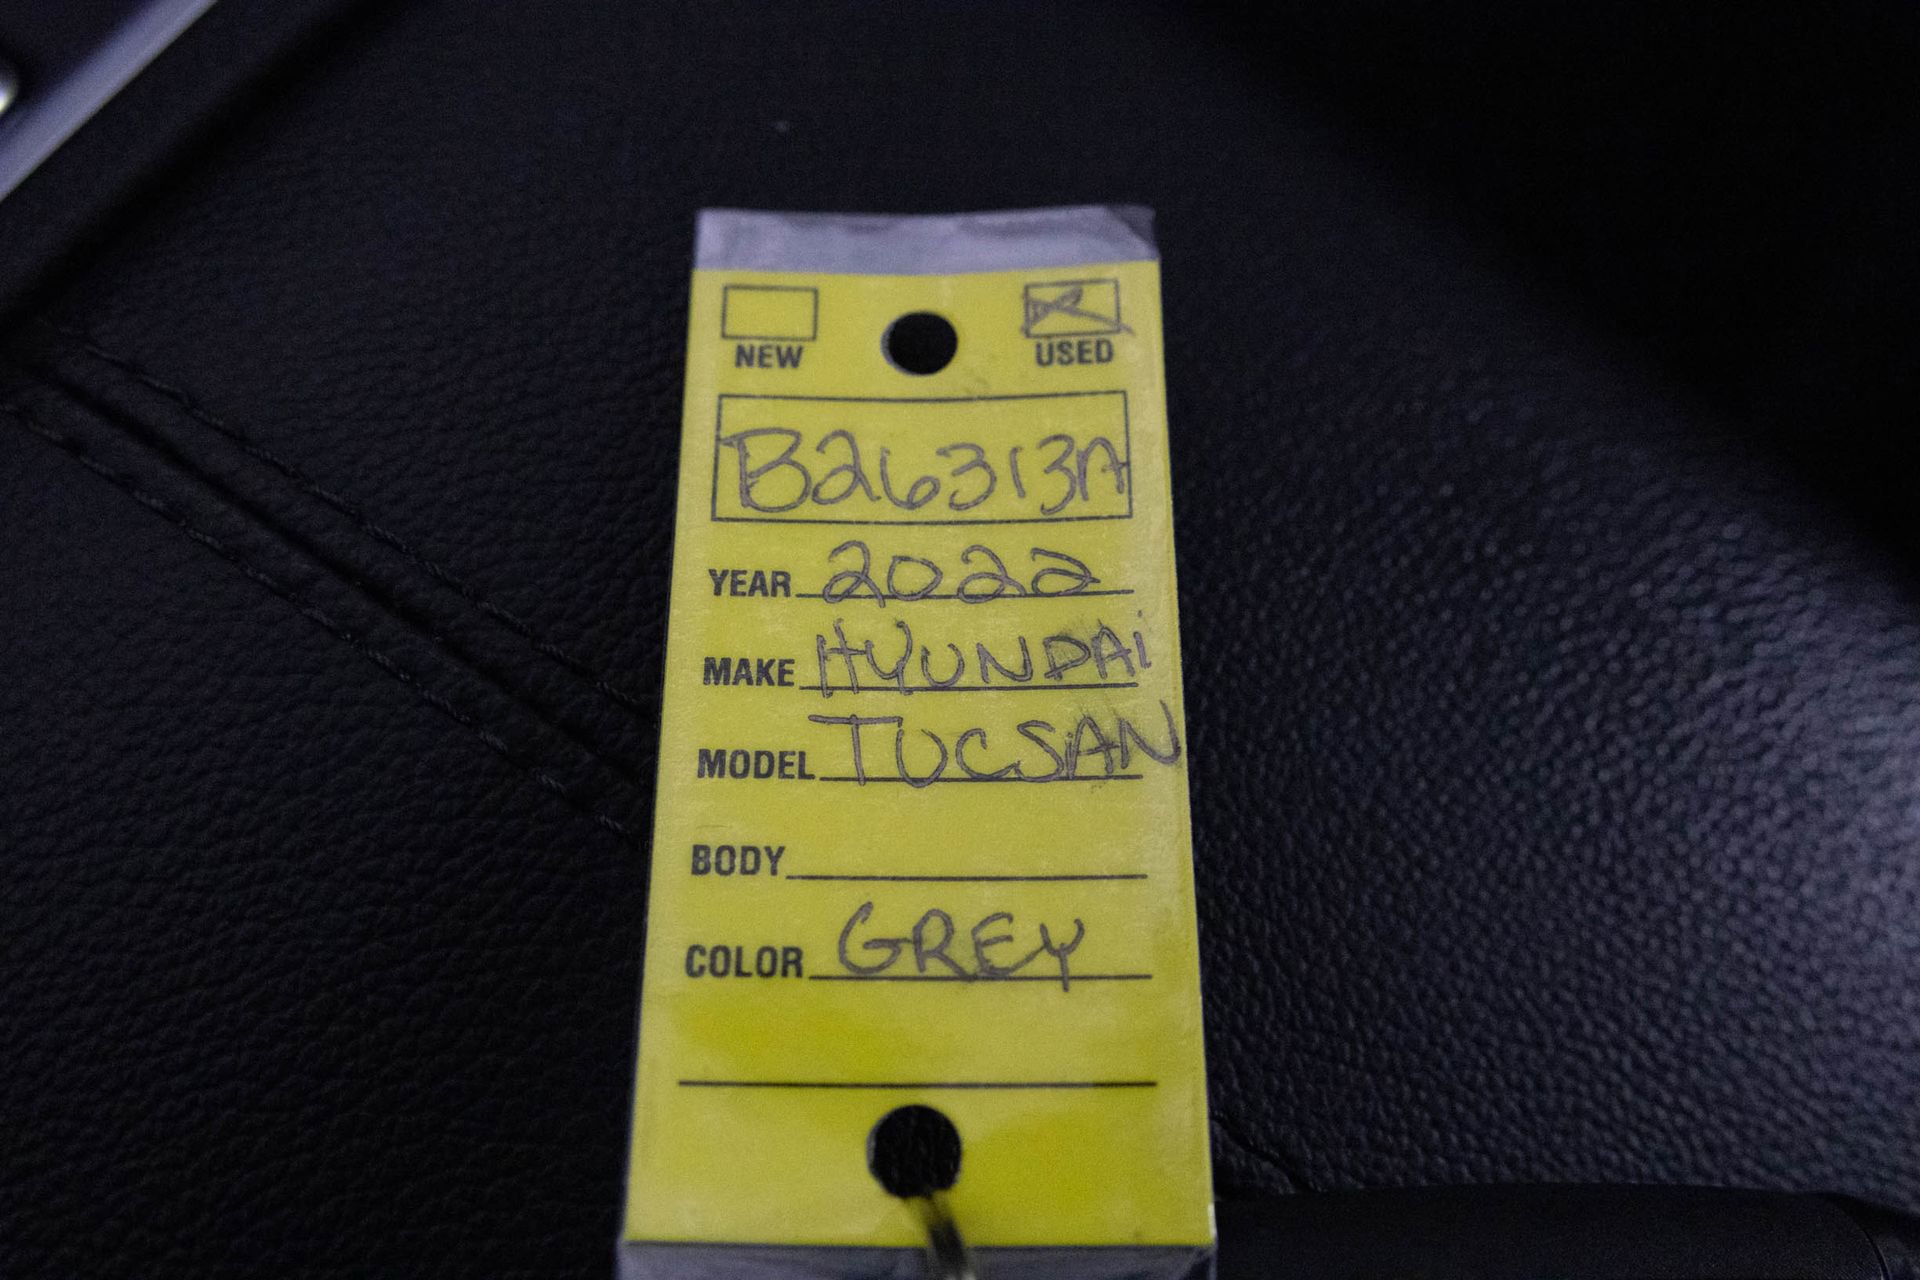 NEW USED
B26313A
YEAR 2022
MAKE HYUNDAi
MODEL TUCSAN
BODY
COLOR GREY